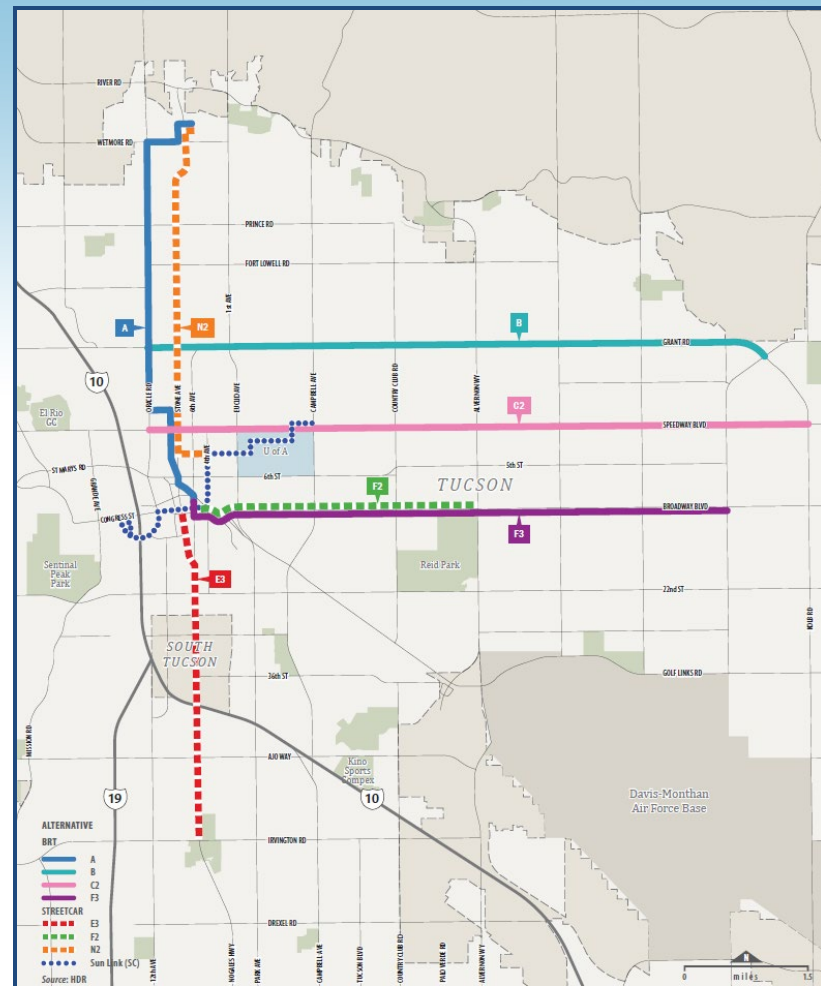 RIVER RD
WETMORE RD
PRINCE RD
FORT LOWELL RD
1st AVE
A
N2
B
GRANT RD
10
ORACLE RD
STONE AVE
6th AVE
EUCLID AVE
CAMPBELL AVE
COUNTRY CLUB RD
ALVERNON WY
C2
El Rio
GC
SPEEDWAY BLVD
4th AVE
U of A
ST MARYS RD
6th ST
5th ST
TUCSON
F2
CONGRESS ST
BROADWAY BLVD
F3
Sentinal
Peak
Park
E3
Reid Park
22nd ST
KOLB RD
SOUTH
TUCSON
36th ST
GOLF LINKS RD
MISSION RD
AJO WAY
Kino
Sports
Compex
10
19
Davis-Monthan
Air Force Base
ALTERNATIVE
BRT
A
B
C2
F3
STREETCAR
E3
F2
N2
Sun Link (SC)
Source: HDR
IRVINGTON RD
DREXEL RD
12th AVE
NOGALES HWY
PARK AVE
CAMPBELL AVE
TUCSON BLVD
COUNTRY CLUB RD
PALO VERDE RD
ALVERNON WY
N
0 miles 1.5